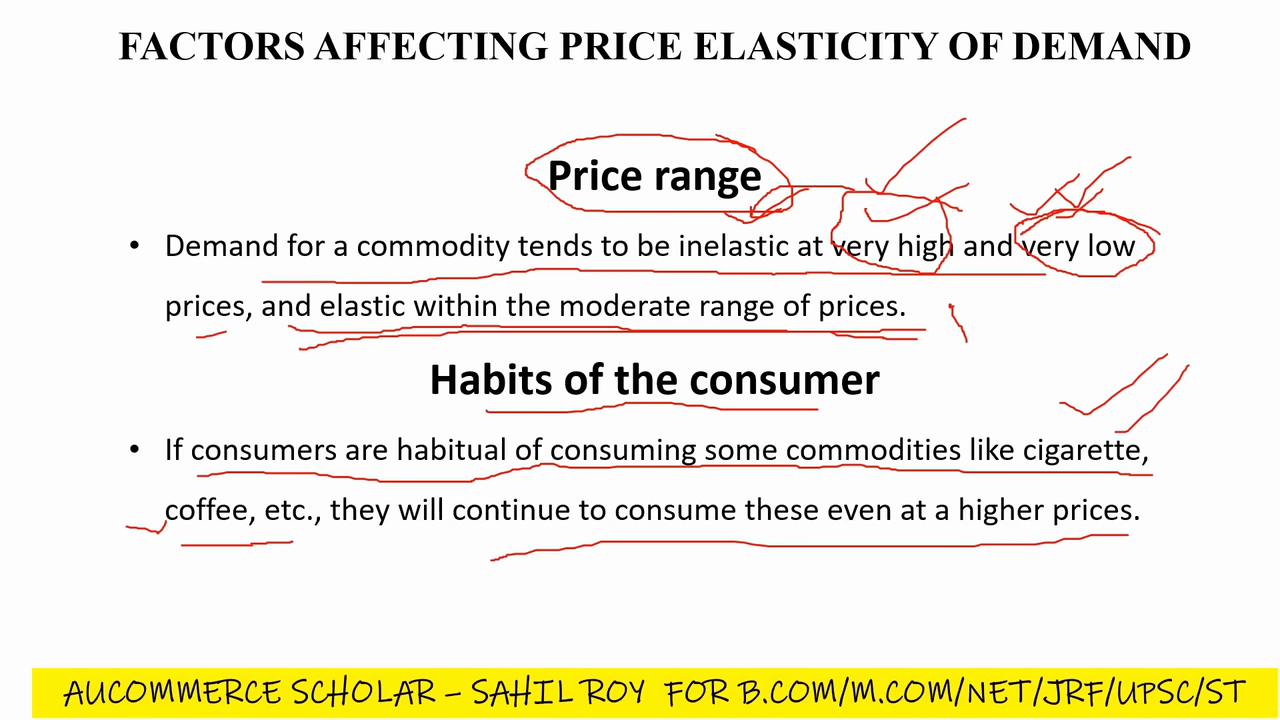 FACTORS AFFECTING PRICE ELASTICITY OF DEMAND
Price range
• Demand for a commodity tends to be inelastic at very high and very low
prices, and elastic within the moderate range of prices.
Habits of the consumer
• If consumers are habitual of consuming some commodities like cigarette,
coffee, etc., they will continue to consume these even at a higher prices.
AUCOMMERCE SCHOLAR – SAHIL ROY FOR B.COM/M.COM/NET/JRF/UPSC/ST